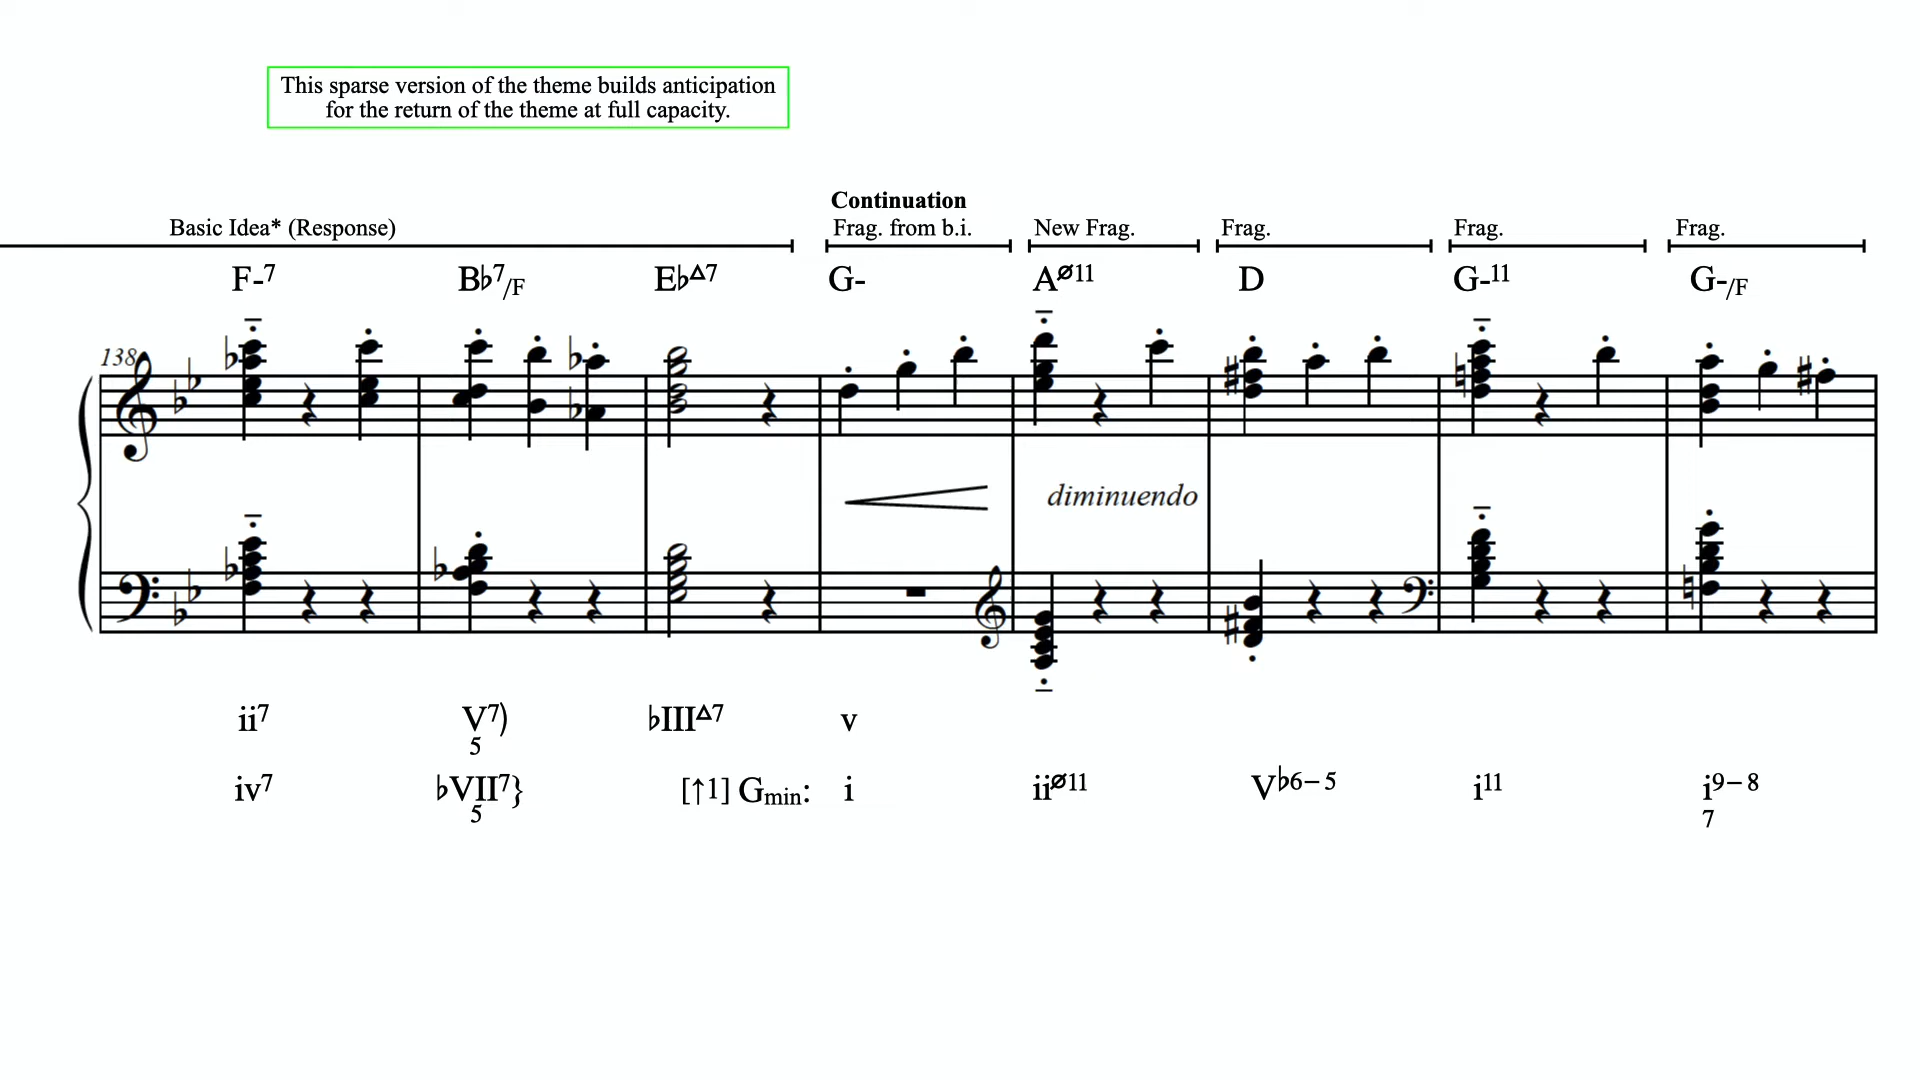 This sparse version of the theme builds anticipation
for the return of the theme at full capacity.
Continuation
Basic Idea* (Response) Frag. from b.i. New Frag. Frag. Frag. Frag.
F-⁷ B♭⁷/F E♭Δ⁷ G- Aø¹¹ D G-¹¹ G-/F
138
diminuendo
ii⁷ V⁷) ♭IIIΔ⁷ v
5
iv⁷ ♭VII⁷} [↑1] Gmin: i iiø¹¹ V♭⁶⁻⁵ i¹¹ i⁹⁻⁸
5 7